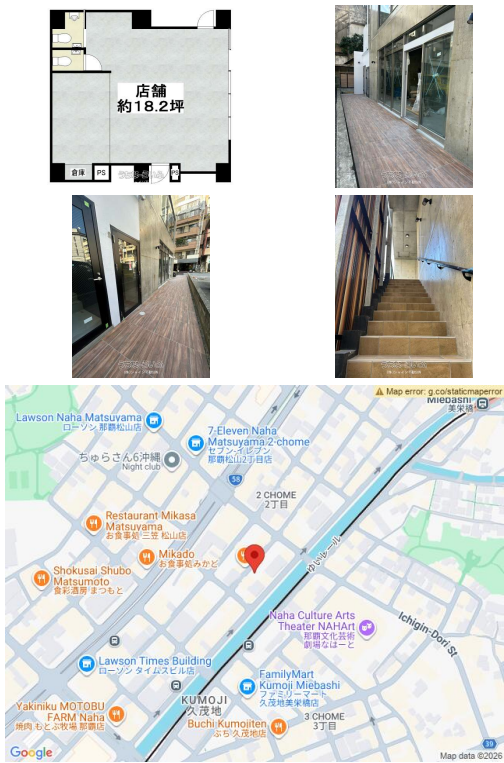 店舗
約18.2坪
倉庫
PS
PS
Map error: g.co/staticmaperror
Miebashi
美栄橋
Lawson Naha Matsuyama
ローソン 那覇松山店
7-Eleven Naha
Matsuyama 2-chome
セブン-イレブン
那覇松山2丁目店
ちゅらさん6沖縄
Night club
58
2 CHOME
2丁目
Restaurant Mikasa
Matsuyama
お食事処 三笠 松山店
Mikado
お食事処みかど
ゆいレール
Shokusai Shubo
Matsumoto
食彩酒房 まつもと
Naha Culture Arts
Theater NAHArt
那覇文化芸術
劇場なはーと
Ichigin-Dori St
Lawson Times Building
ローソン タイムスビル店
FamilyMart
Kumoji Miebashi
ファミリーマート
久茂地美栄橋店
KUMOJI
久茂地
Yakiniku MOTOBU
FARM Naha
焼肉 もとぶ牧場 那覇店
Buchi Kumojiten
ぶち 久茂地店
3 CHOME
3丁目
39
Google
Map data ©2026